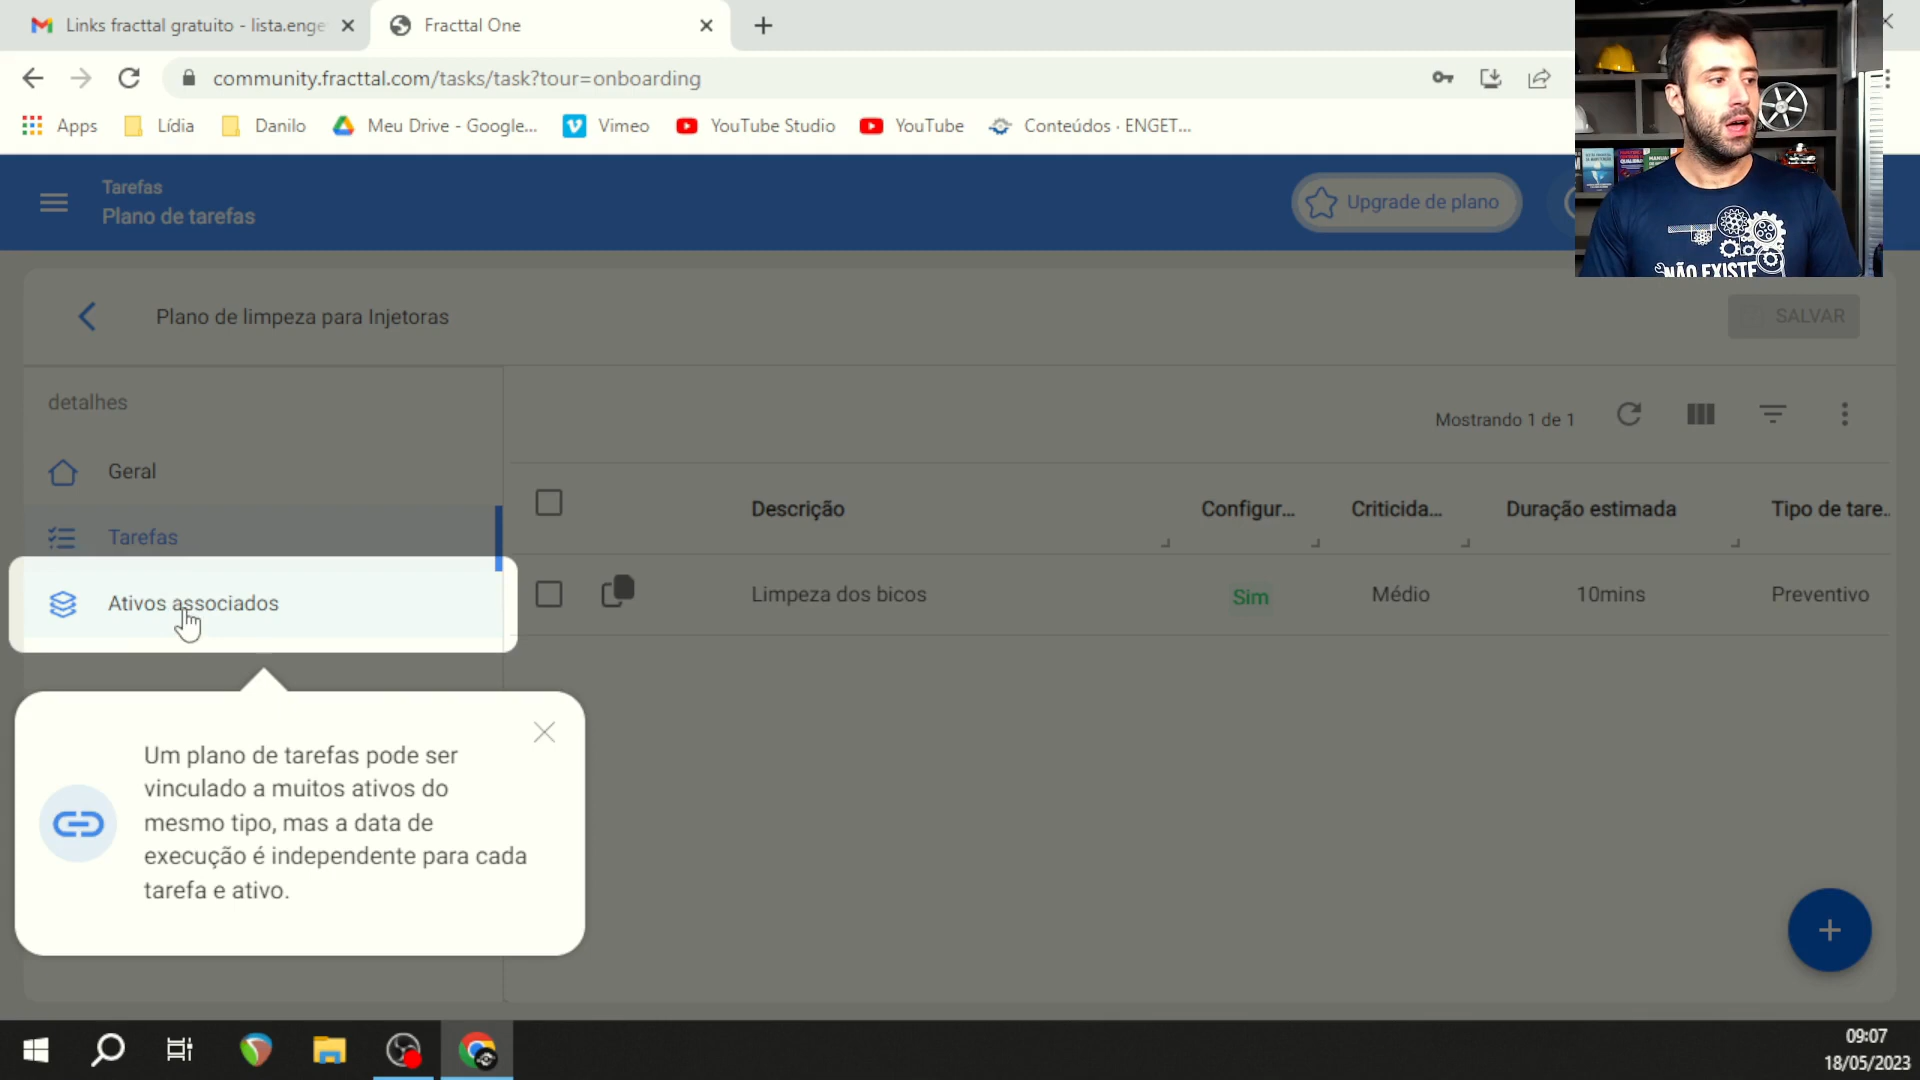 Links fracttal gratuito - lista.enge
Fracttal One
community.fracttal.com/tasks/task?tour=onboarding
Apps
Lídia
Danilo
Meu Drive - Google...
Vimeo
YouTube Studio
YouTube
Conteúdos · ENGET...
Tarefas
Plano de tarefas
Upgrade de plano
NÃO EXISTE
Plano de limpeza para Injetoras
SALVAR
detalhes
Geral
Tarefas
Ativos associados
Mostrando 1 de 1
Descrição
Configur...
Criticida...
Duração estimada
Tipo de tare..
Limpeza dos bicos
Sim
Médio
10mins
Preventivo
Um plano de tarefas pode ser
vinculado a muitos ativos do
mesmo tipo, mas a data de
execução é independente para cada
tarefa e ativo.
09:07
18/05/2023